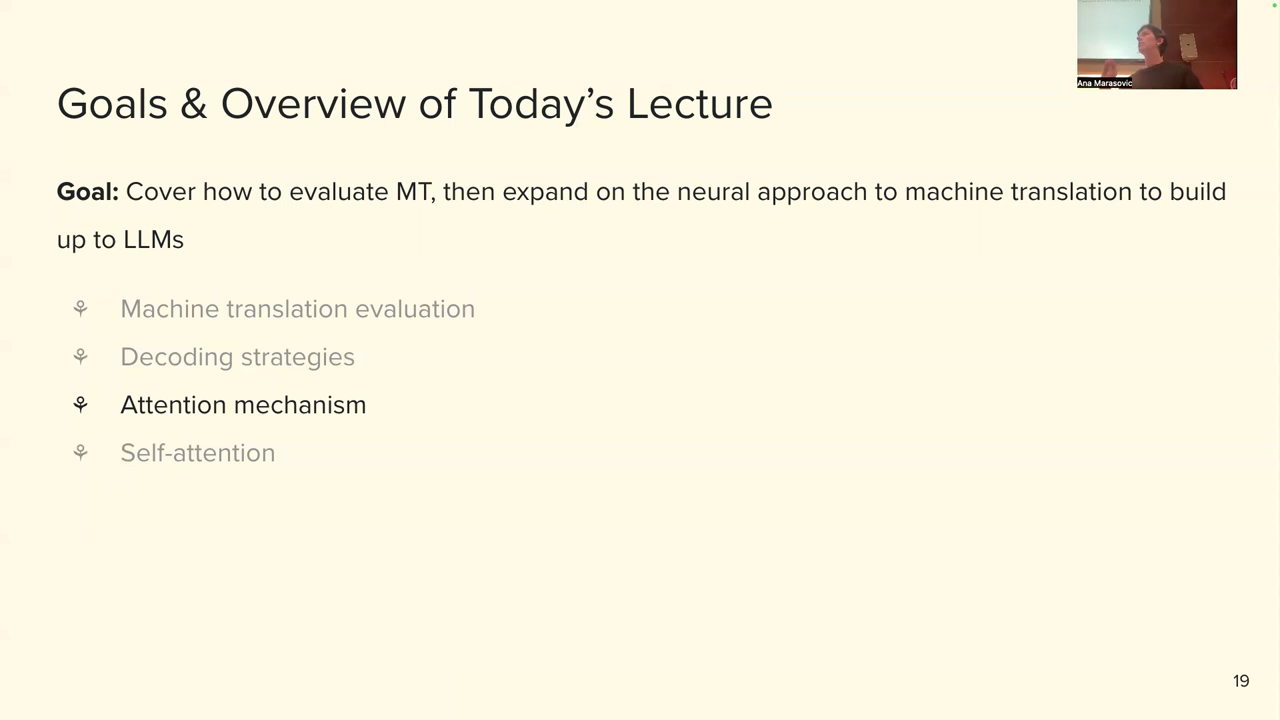 Ana Marasovic
Goals & Overview of Today’s Lecture
Goal: Cover how to evaluate MT, then expand on the neural approach to machine translation to build
up to LLMs
Machine translation evaluation
Decoding strategies
Attention mechanism
Self-attention
19